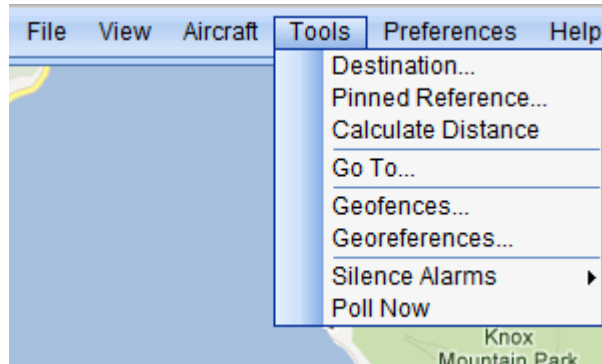 File View Aircraft Tools Preferences Help
Destination...
Pinned Reference...
Calculate Distance
Go To...
Geofences...
Georeferences...
Silence Alarms
Poll Now
Knox
Mountain Park